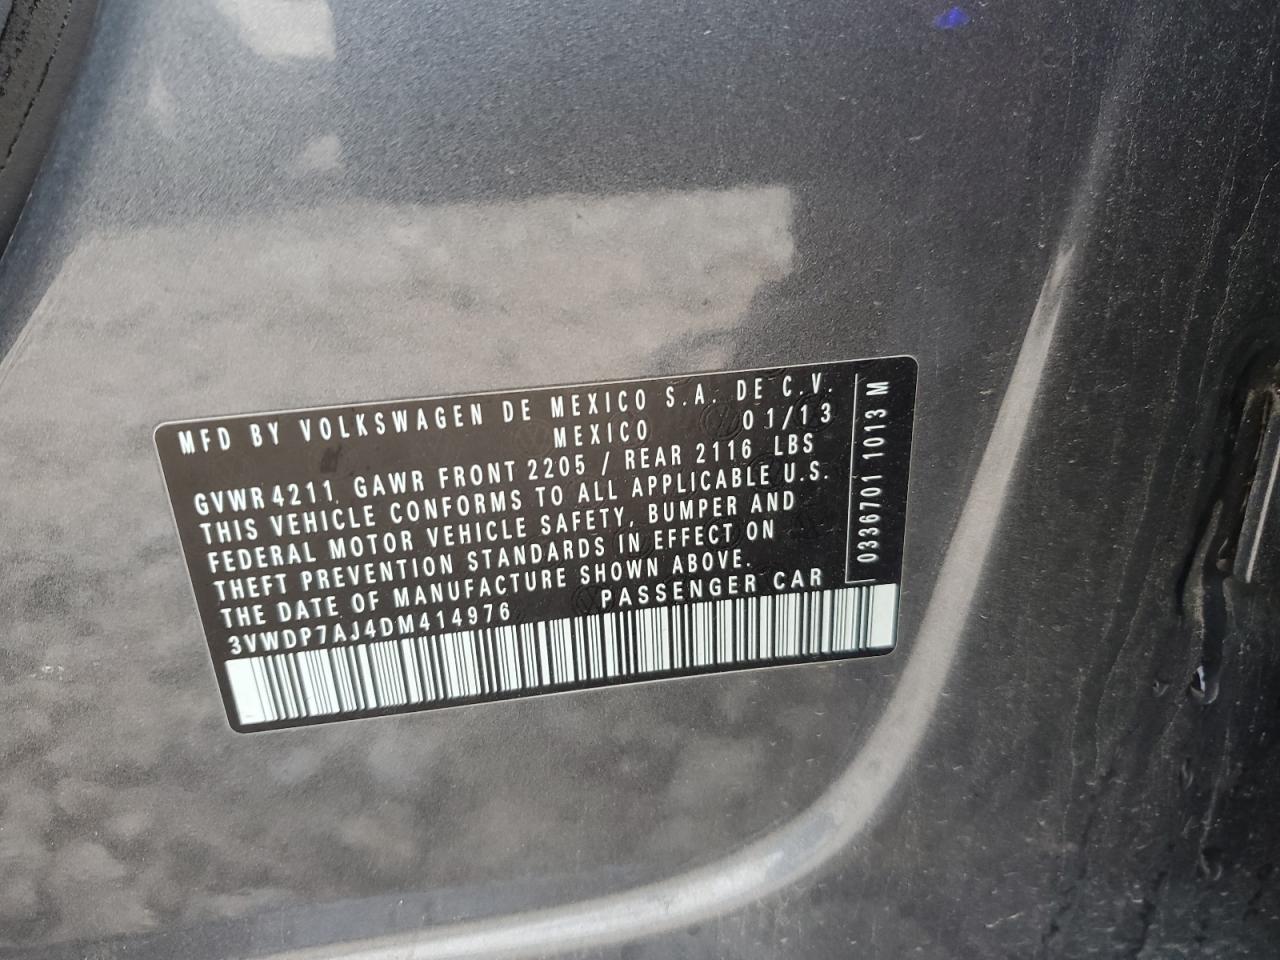 MFD BY VOLKSWAGEN DE MEXICO S.A. DE C.V.
MEXICO 01/13
GVWR 4211 GAWR FRONT 2205 / REAR 2116 LBS
THIS VEHICLE CONFORMS TO ALL APPLICABLE U.S.
FEDERAL MOTOR VEHICLE SAFETY, BUMPER AND
THEFT PREVENTION STANDARDS IN EFFECT ON
THE DATE OF MANUFACTURE SHOWN ABOVE.
3VWDP7AJ4DM414976 PASSENGER CAR
0336701 1013 M